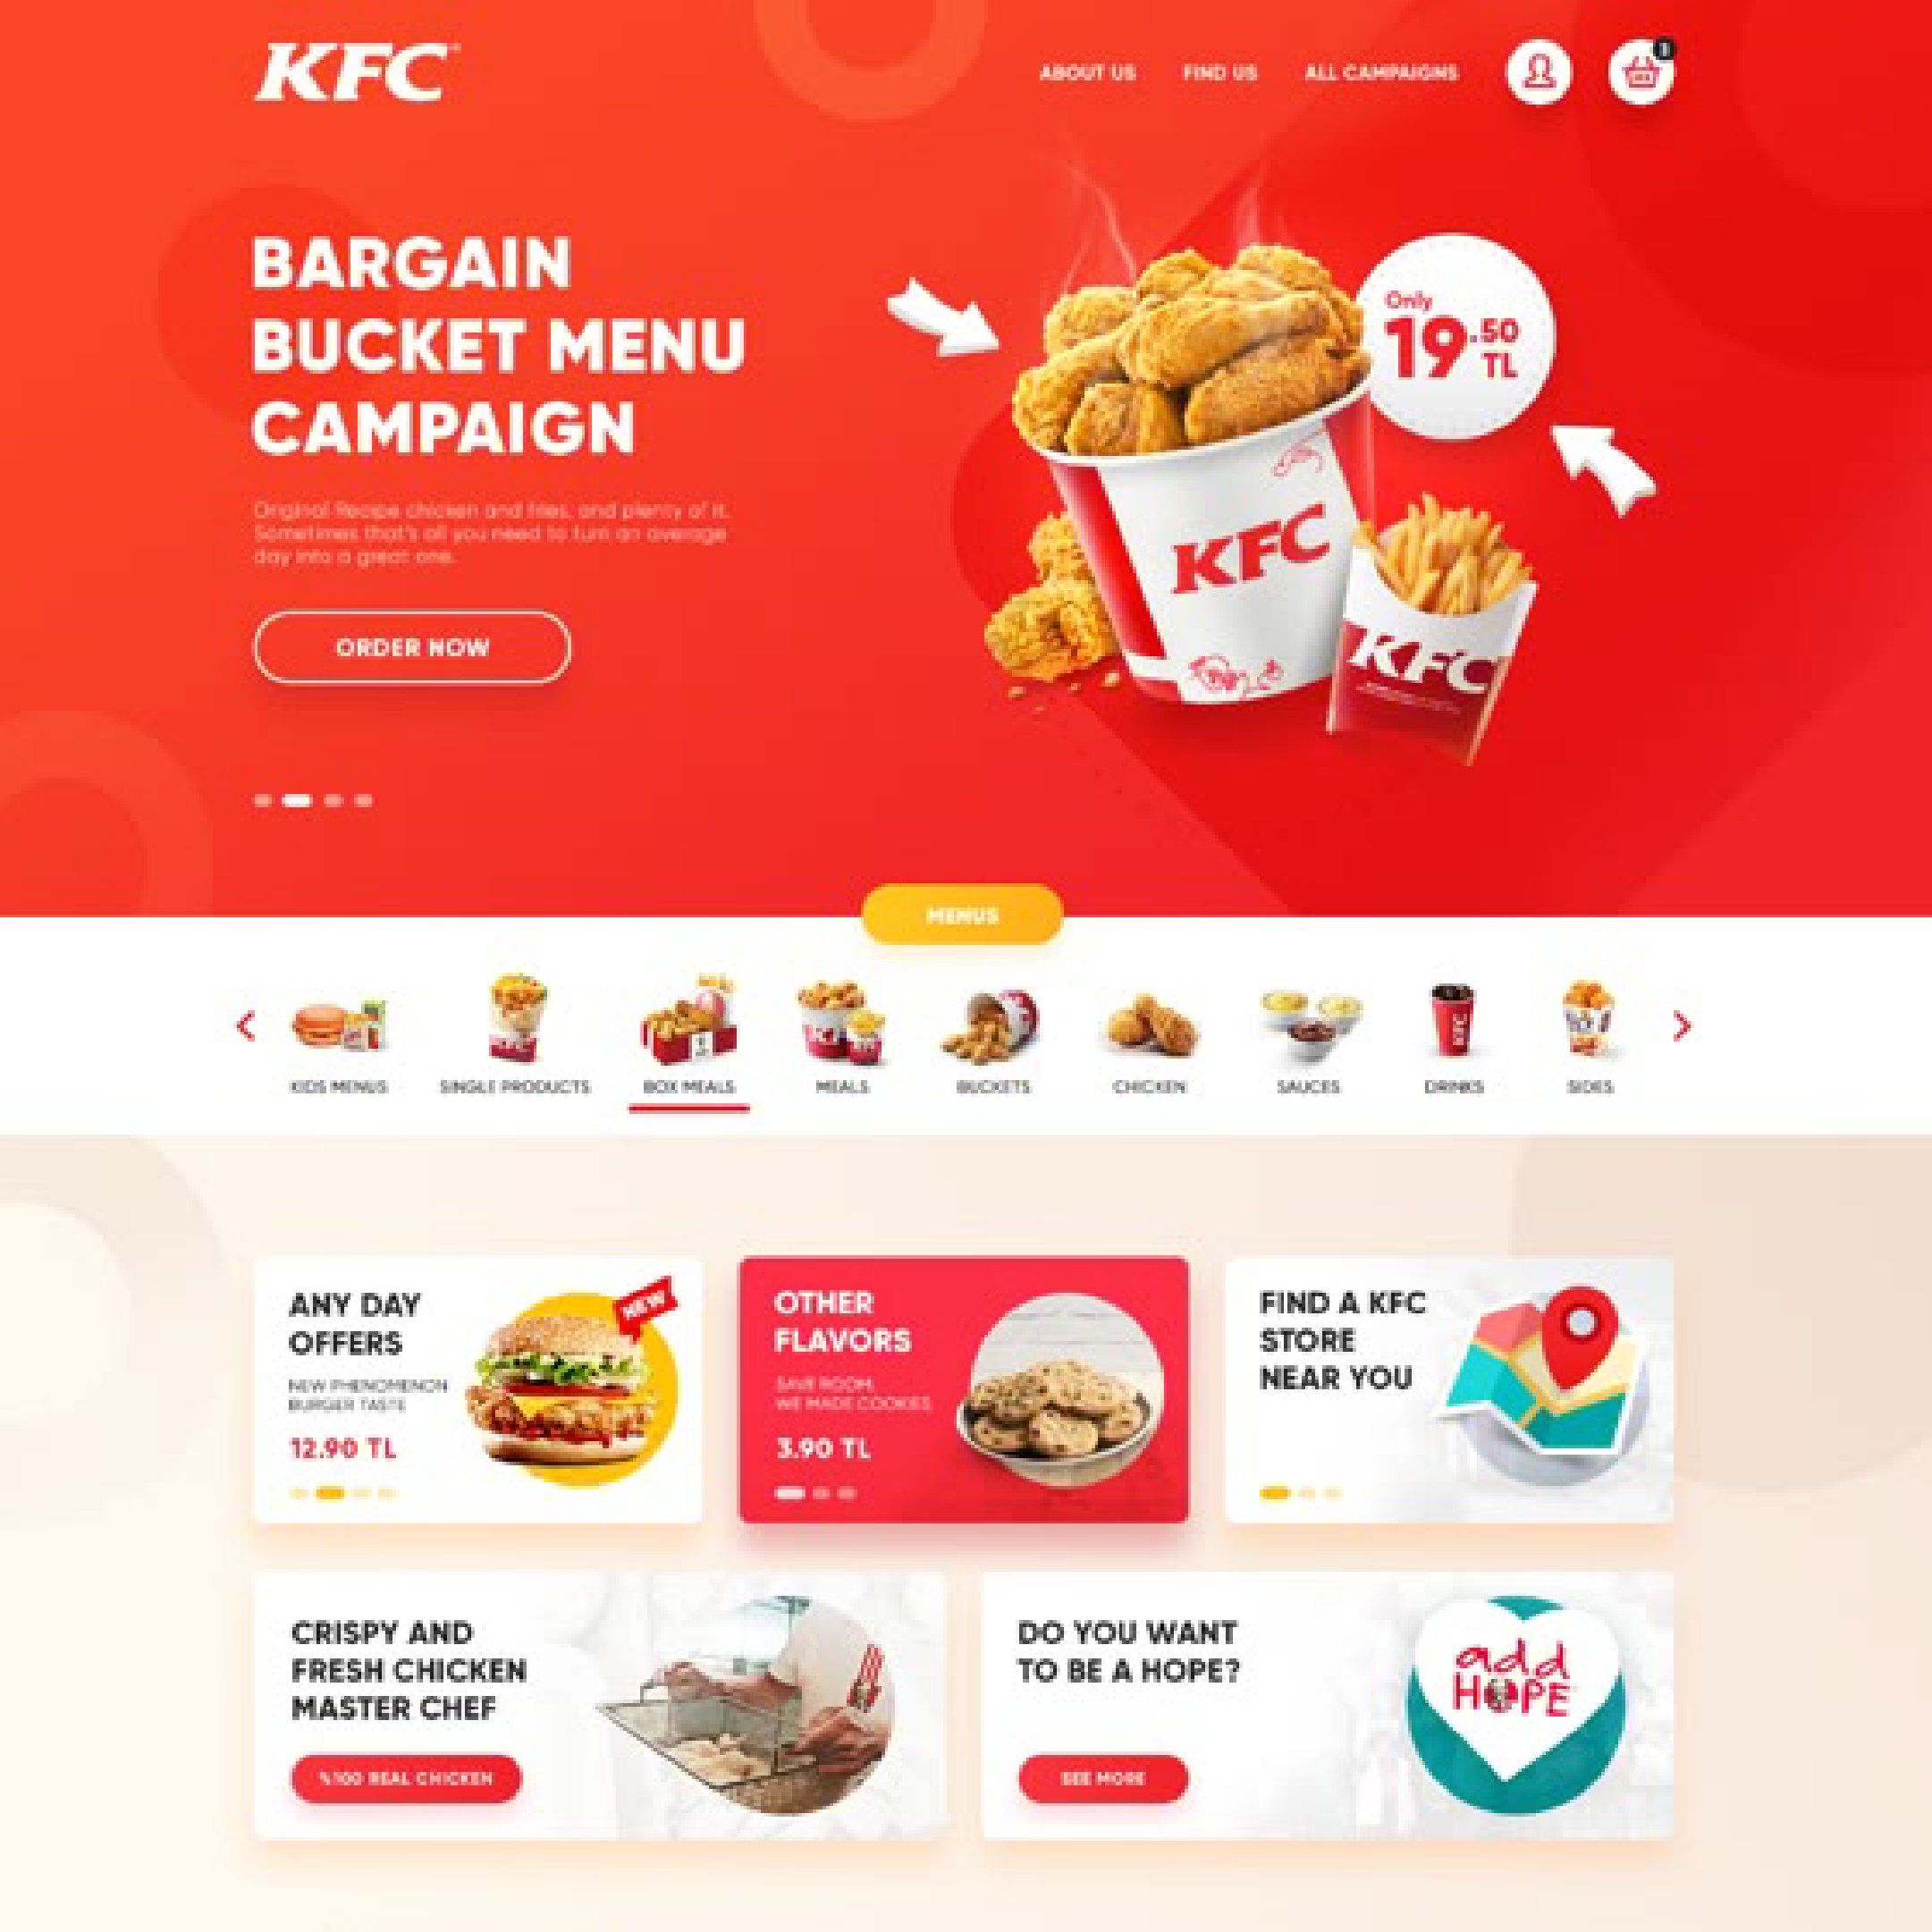 KFC
ABOUT US
FIND US
ALL CAMPAIGNS
BARGAIN
BUCKET MENU
CAMPAIGN
Original Recipe chicken and fries, and plenty of it.
Sometimes that's all you need to turn an average
day into a great one.
ORDER NOW
Only
19.50
TL
KFC
KFC
MENUS
KIDS MENUS
SINGLE PRODUCTS
BOX MEALS
MEALS
BUCKETS
CHICKEN
SAUCES
DRINKS
SIDES
KFC
ANY DAY
OFFERS
NEW PHENOMENON
BURGER TASTE
12.90 TL
NEW
OTHER
FLAVORS
SAVE ROOM,
WE MADE COOKIES
3.90 TL
FIND A KFC
STORE
NEAR YOU
CRISPY AND
FRESH CHICKEN
MASTER CHEF
%100 REAL CHICKEN
DO YOU WANT
TO BE A HOPE?
SEE MORE
add
HOPE